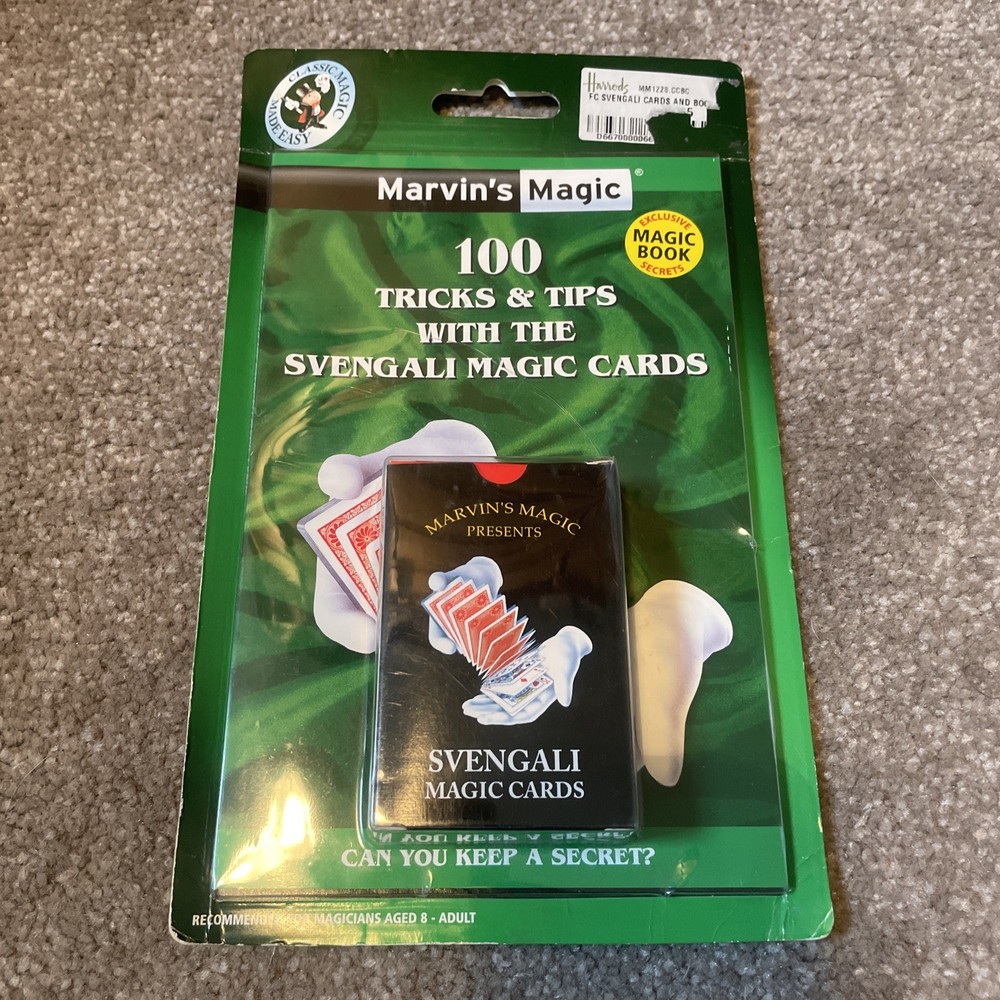 CLASSIC MAGIC
MADE EASY
Harrods MM1228.CCBC
FC SVENGALI CARDS AND
Marvin's Magic®
EXCLUSIVE
MAGIC
BOOK
SECRETS
100
TRICKS & TIPS
WITH THE
SVENGALI MAGIC CARDS
MARVIN'S MAGIC
PRESENTS
SVENGALI
MAGIC CARDS
CAN YOU KEEP A SECRET?
MAGICIANS AGED 8 - ADULT